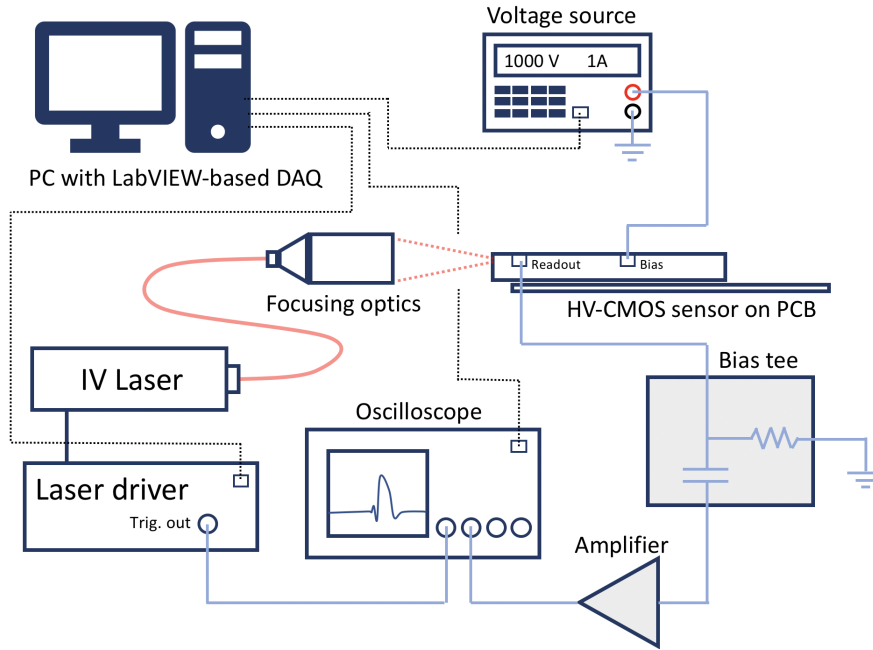 Voltage source
1000 V 1A
PC with LabVIEW-based DAQ
Readout
Bias
Focusing optics
HV-CMOS sensor on PCB
IV Laser
Bias tee
Oscilloscope
Laser driver
Trig. out
Amplifier